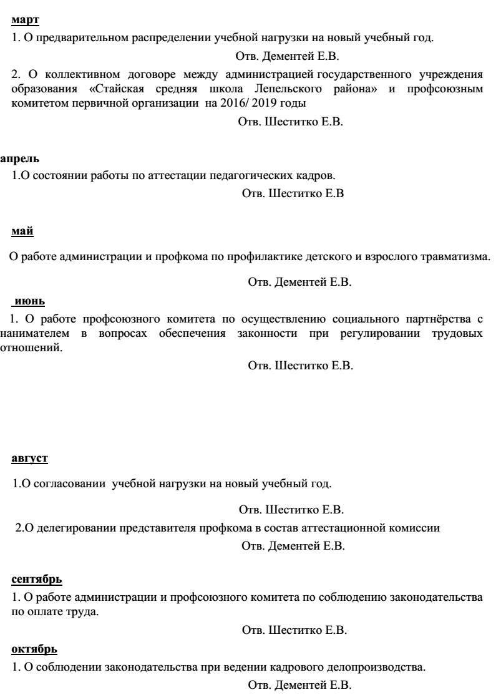 март
1. О предварительном распределении учебной нагрузки на новый учебный год.
Отв. Дементей Е.В.
2. О коллективном договоре между администрацией государственного учреждения
образования «Стайская средняя школа Лепельского района» и профсоюзным
комитетом первичной организации на 2016/ 2019 годы
Отв. Шеститко Е.В.
апрель
1.О состоянии работы по аттестации педагогических кадров.
Отв. Шеститко Е.В
май
О работе администрации и профкома по профилактике детского и взрослого травматизма.
Отв. Дементей Е.В.
июнь
1. О работе профсоюзного комитета по осуществлению социального партнёрства с
нанимателем в вопросах обеспечения законности при регулировании трудовых
отношений.
Отв. Шеститко Е.В.
август
1.О согласовании учебной нагрузки на новый учебный год.
Отв. Шеститко Е.В.
2.О делегировании представителя профкома в состав аттестационной комиссии
Отв. Дементей Е.В.
сентябрь
1. О работе администрации и профсоюзного комитета по соблюдению законодательства
по оплате труда.
Отв. Шеститко Е.В.
октябрь
1. О соблюдении законодательства при ведении кадрового делопроизводства.
Отв. Дементей Е.В.